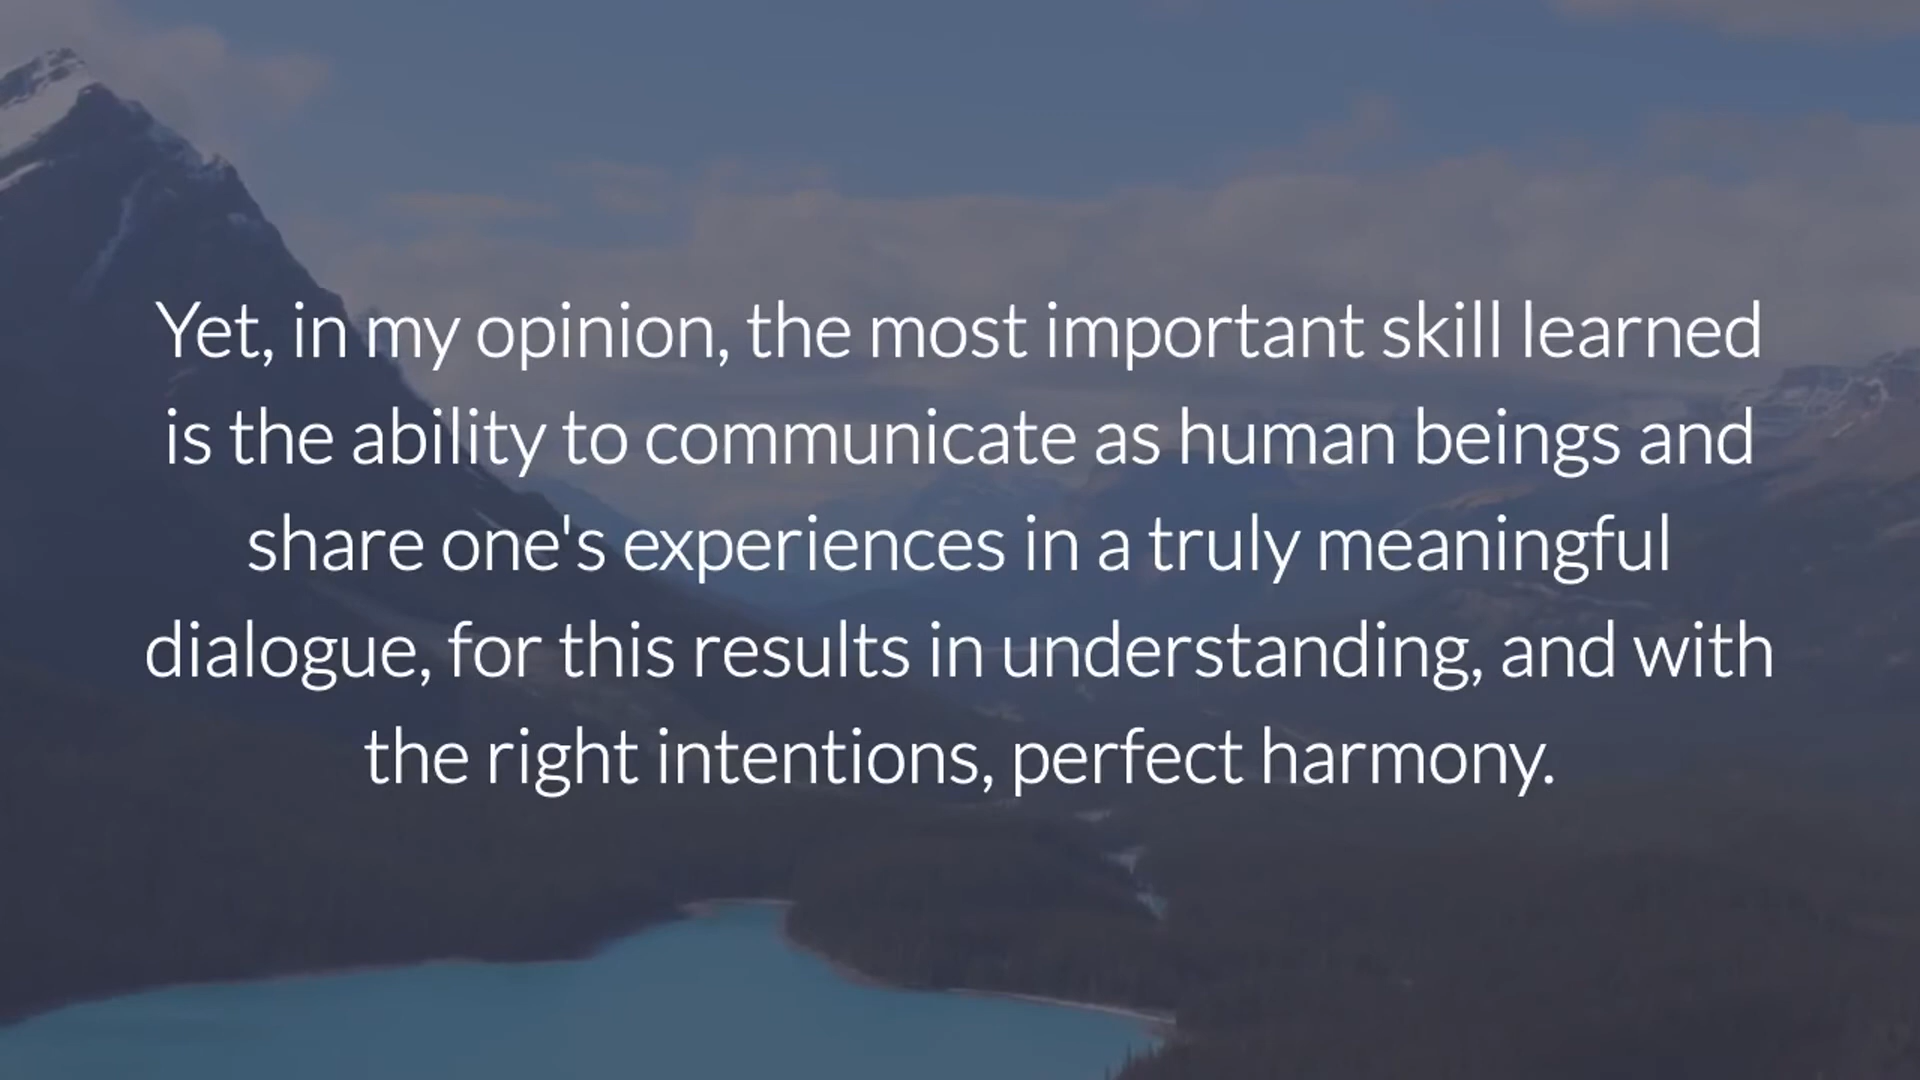 Yet, in my opinion, the most important skill learned
is the ability to communicate as human beings and
share one's experiences in a truly meaningful
dialogue, for this results in understanding, and with
the right intentions, perfect harmony.